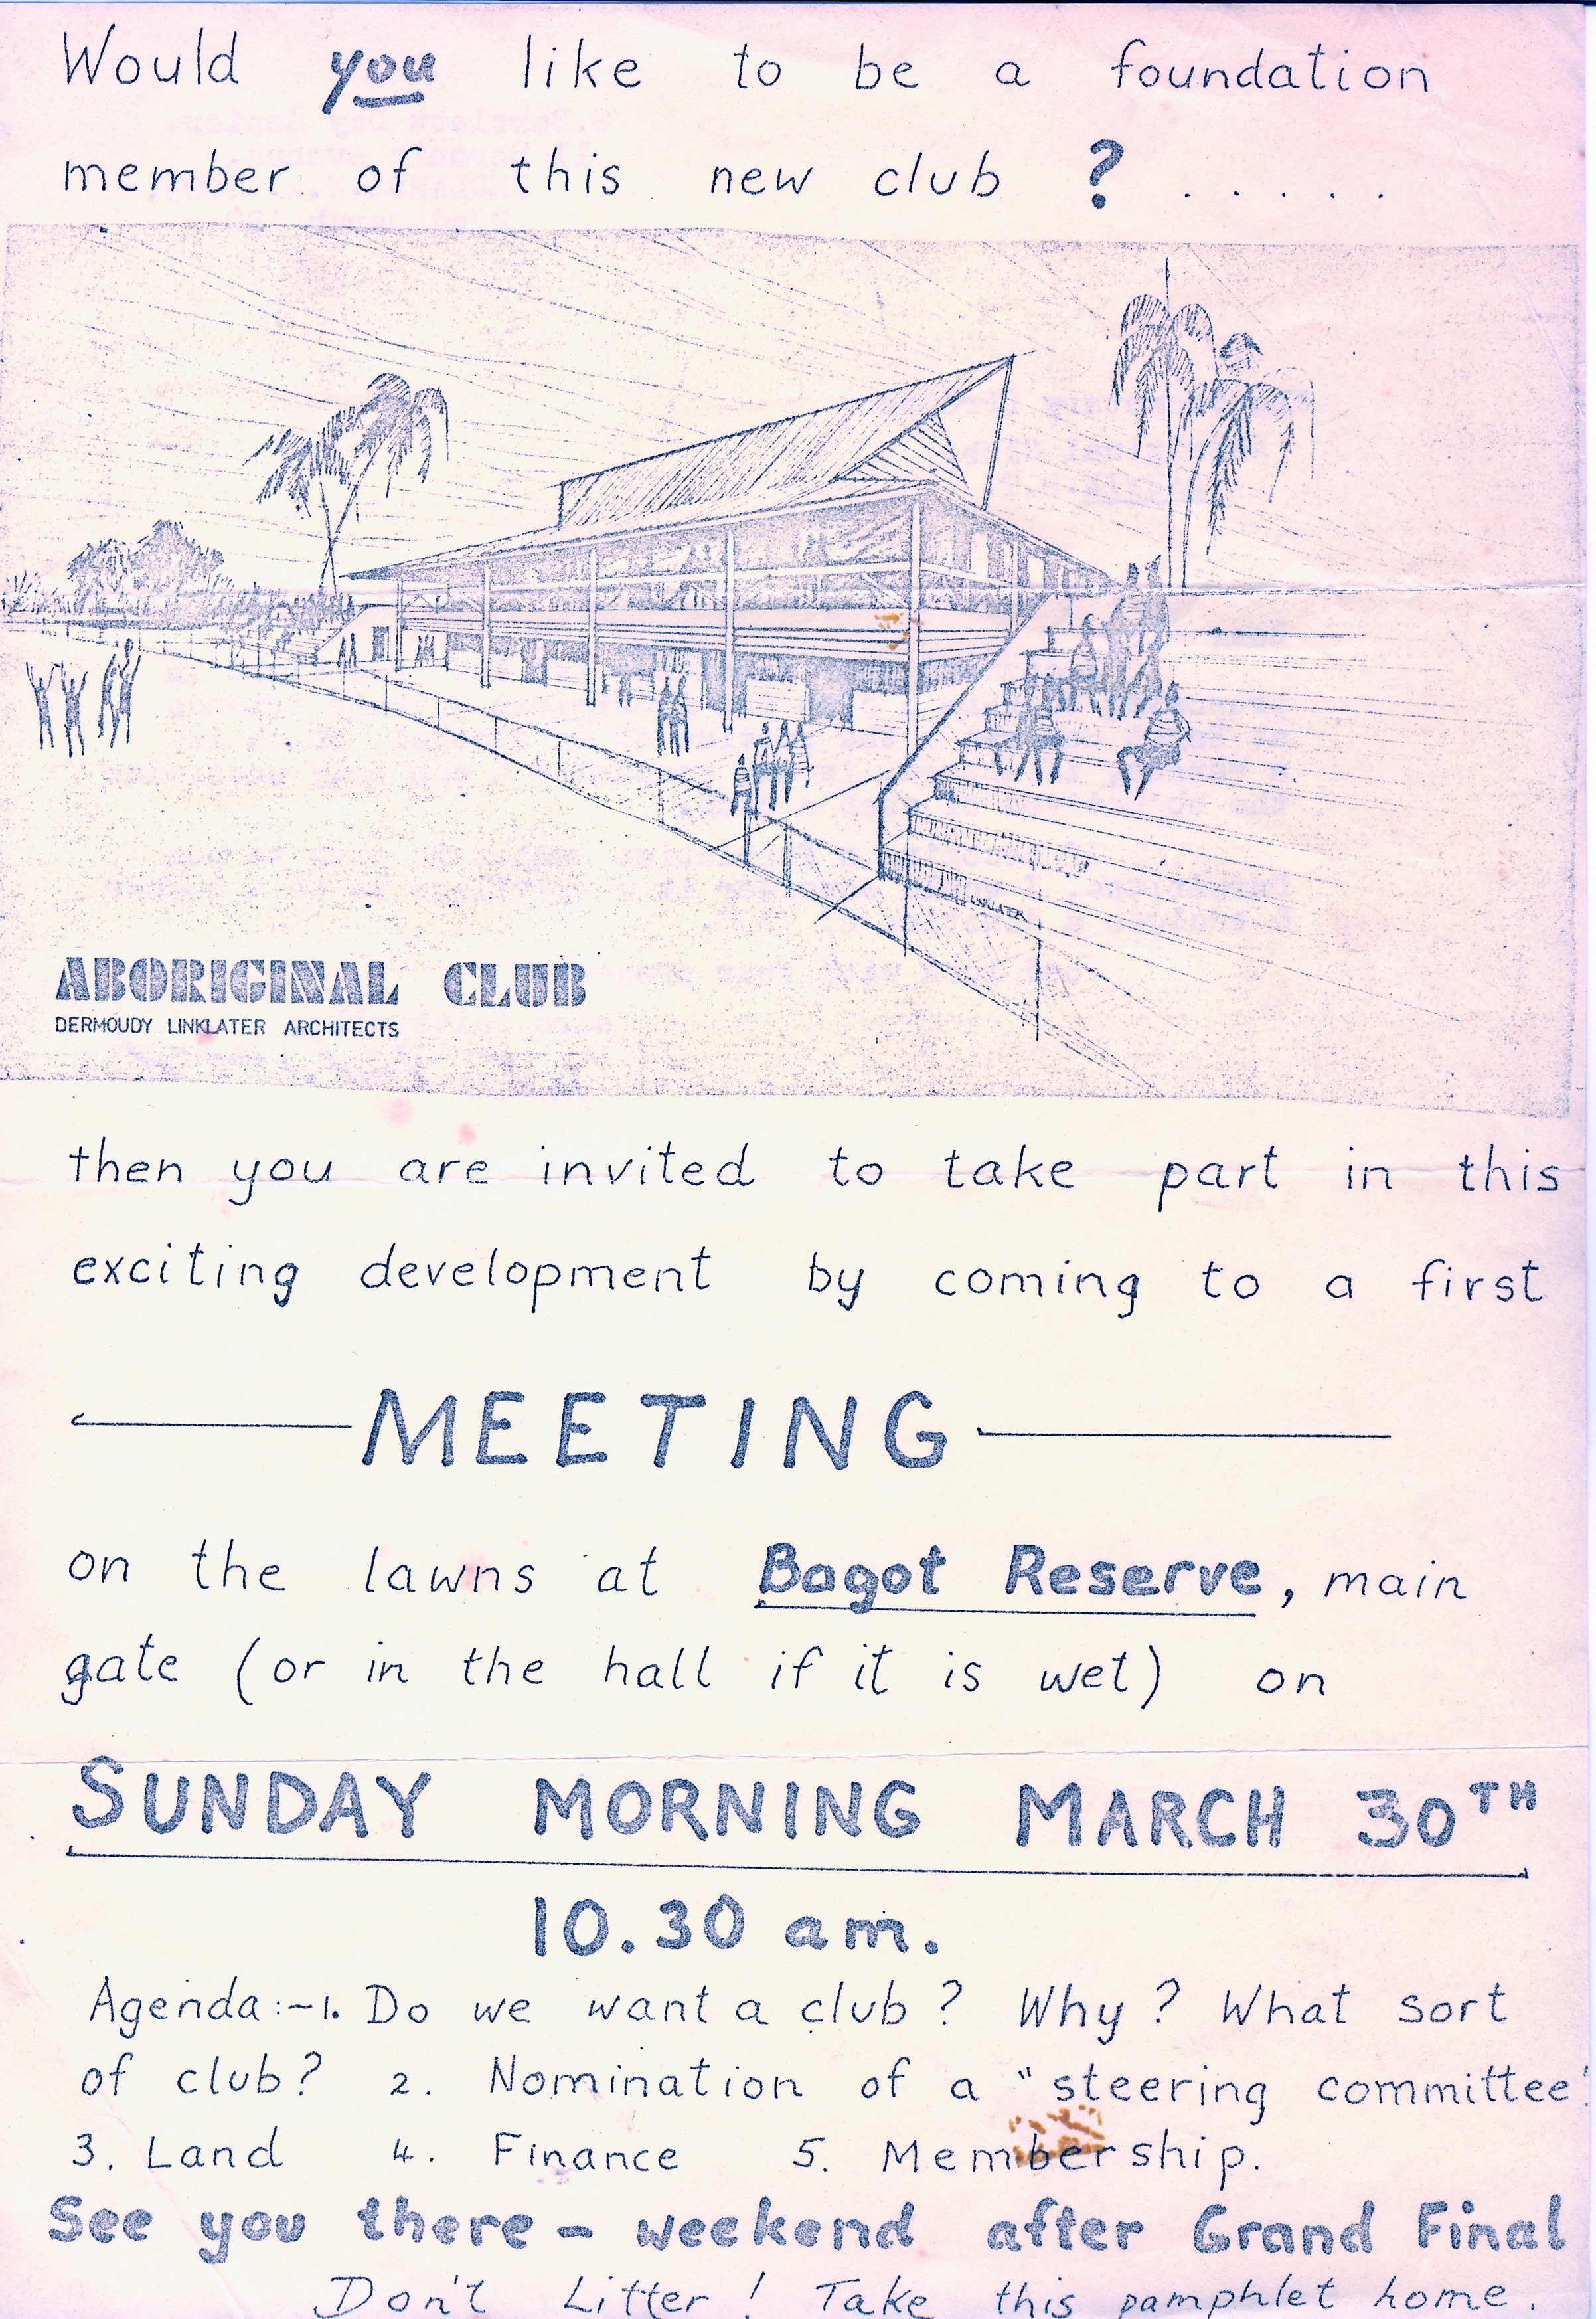 Would you like to be a foundation
member of this new club ? . . . . .
LINKLATER
ABORIGINAL CLUB
DERMOUDY LINKLATER ARCHITECTS
then you are invited to take part in this
exciting development by coming to a first
MEETING
on the lawns at Bagot Reserve, main
gate (or in the hall if it is wet) on
SUNDAY MORNING MARCH 30TH
10.30 am.
Agenda:-1. Do we want a club? Why? What sort
of club? 2. Nomination of a "steering committee"
3. Land 4. Finance 5. Membership.
See you there - weekend after Grand Final
Don't Litter! Take this pamphlet home.